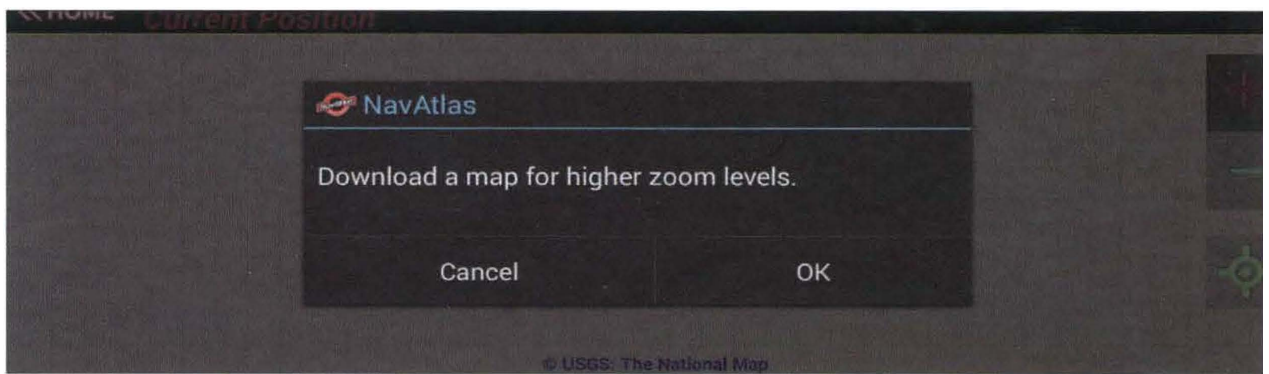 HOME Current Position
NavAtlas
Download a map for higher zoom levels.
Cancel OK
© USGS: The National Map